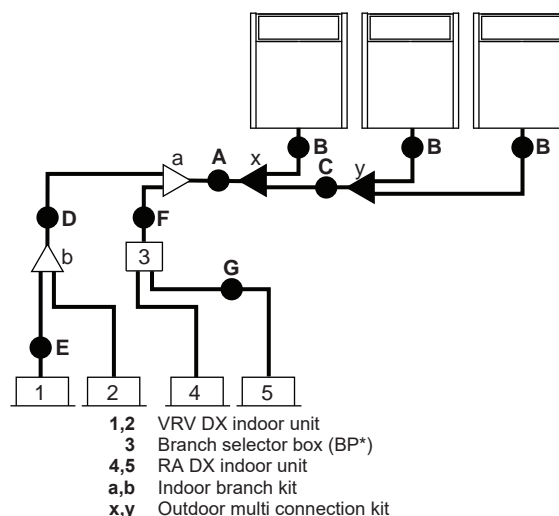 B
B
B
a
A
x
C
y
D
F
b
3
G
E
1
2
4
5
1,2 VRV DX indoor unit
3 Branch selector box (BP*)
4,5 RA DX indoor unit
a,b Indoor branch kit
x,y Outdoor multi connection kit